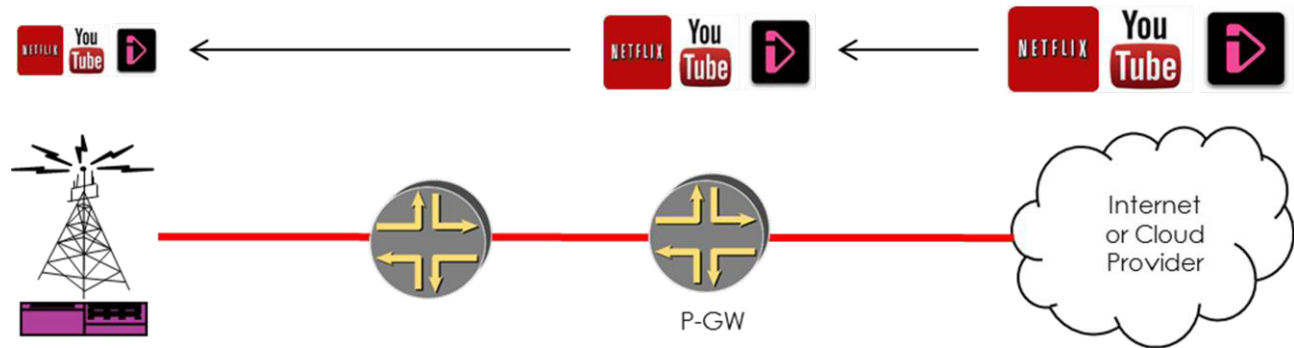 NETFLIX
You
Tube
NETFLIX
You
Tube
NETFLIX
You
Tube
Internet
or Cloud
Provider
P-GW